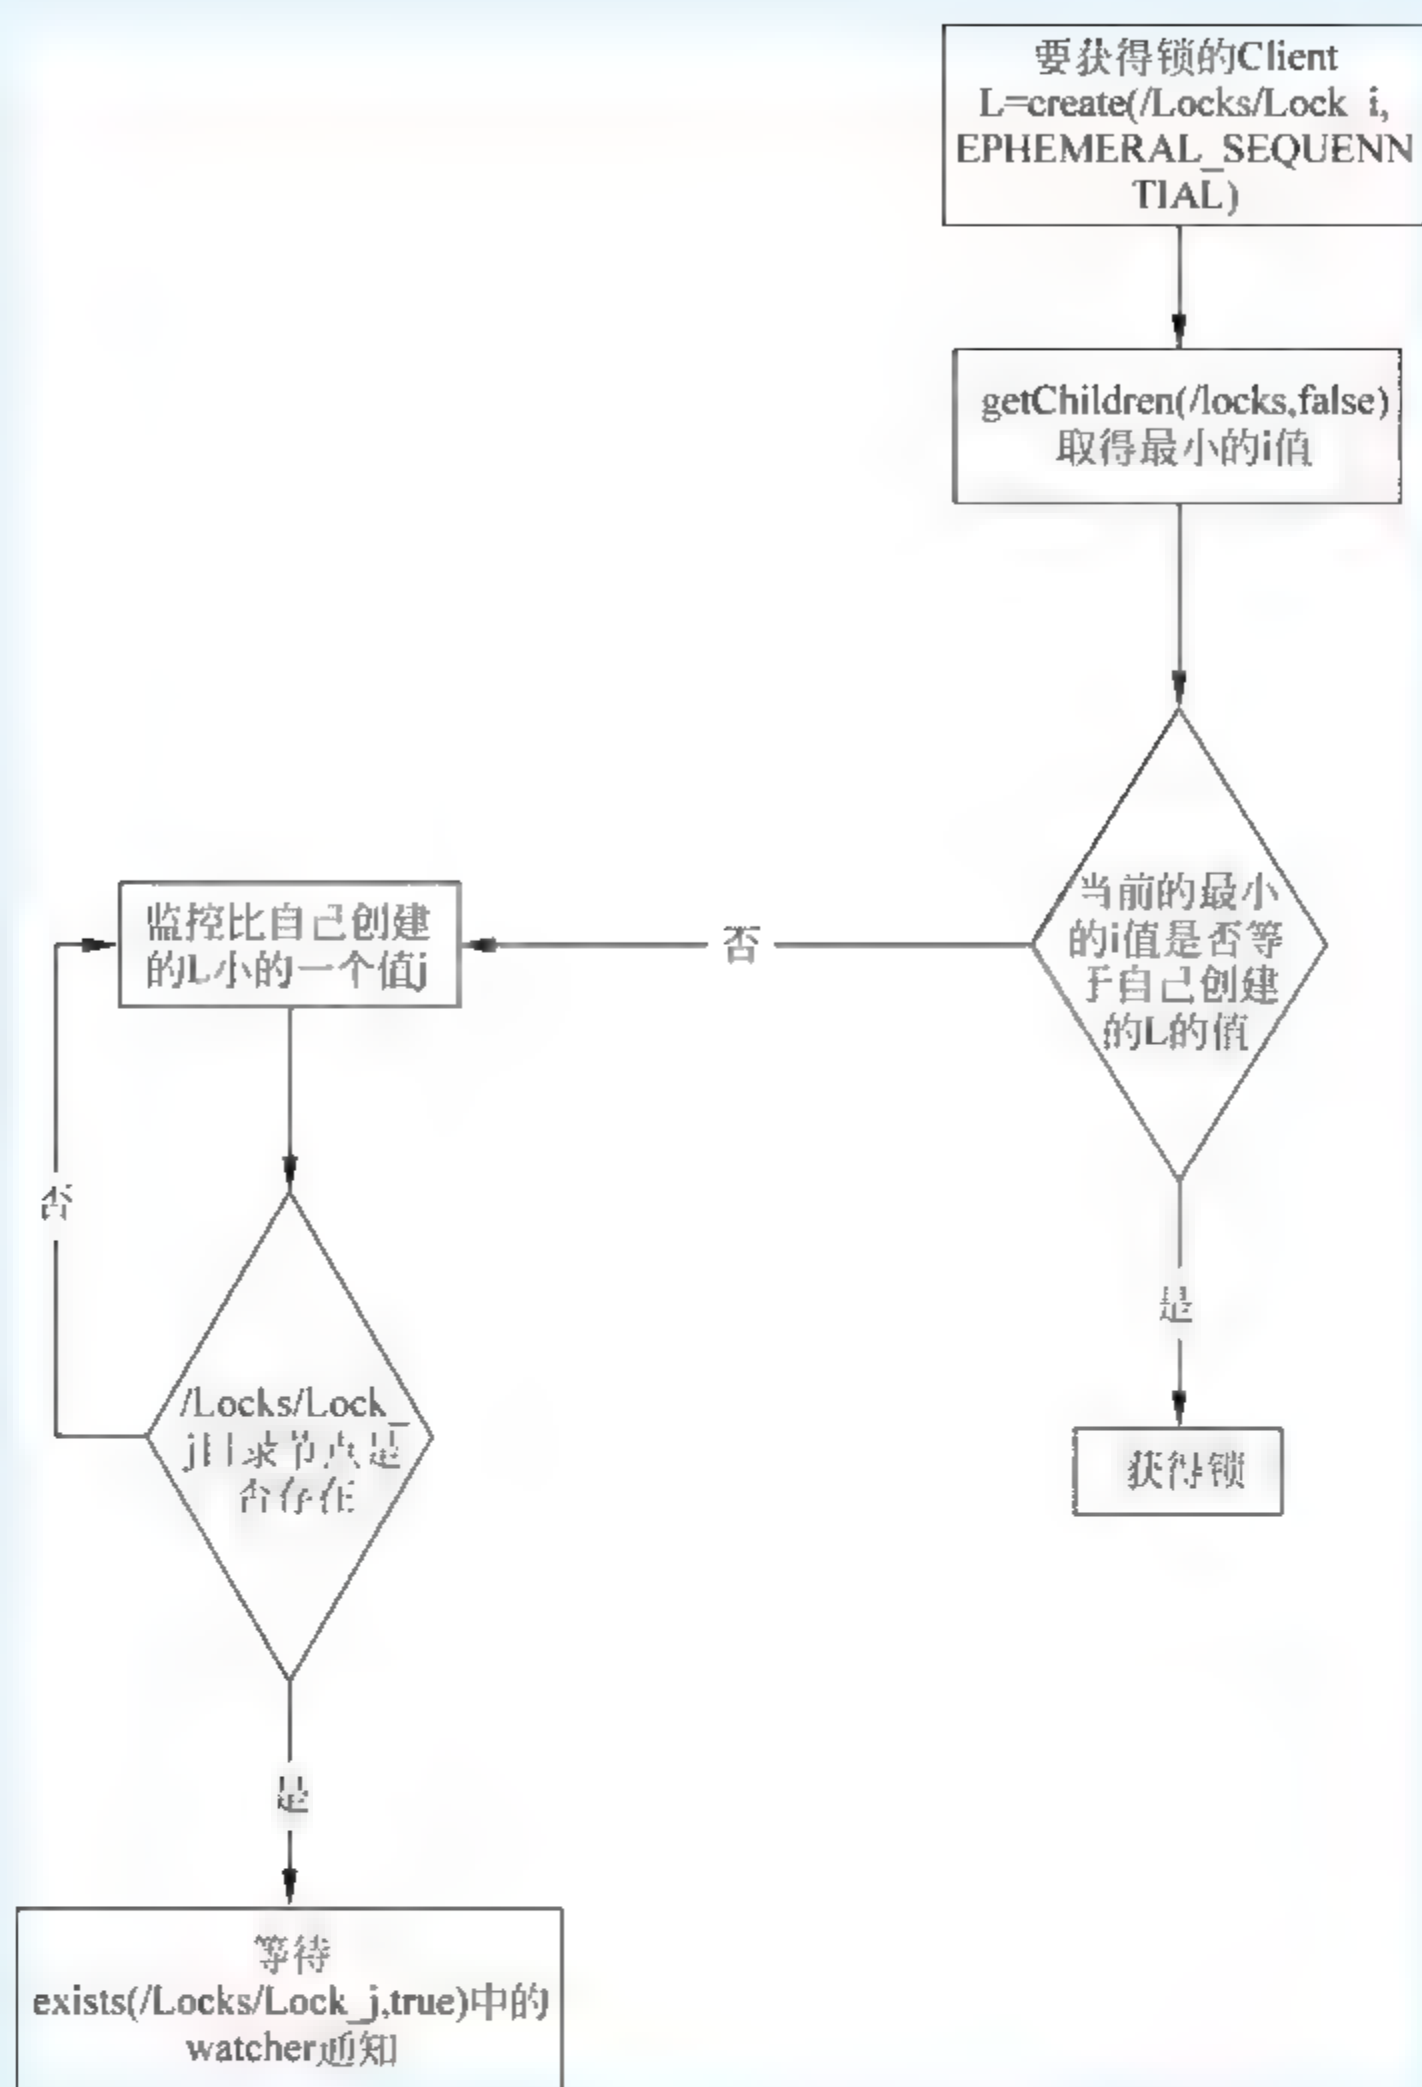 要获得锁的Client
L=create(/Locks/Lock_i,
EPHEMERAL_SEQUENN
TIAL)
getChildren(/locks,false)
取得最小的i值
当前的最小
的i值是否等
于自己创建
的L的值
否
监控比自己创建
的L小的一个值j
否
是
获得锁
/Locks/Lock_
j目录节点是
否存在
是
等待
exists(/Locks/Lock_j,true)中的
watcher通知